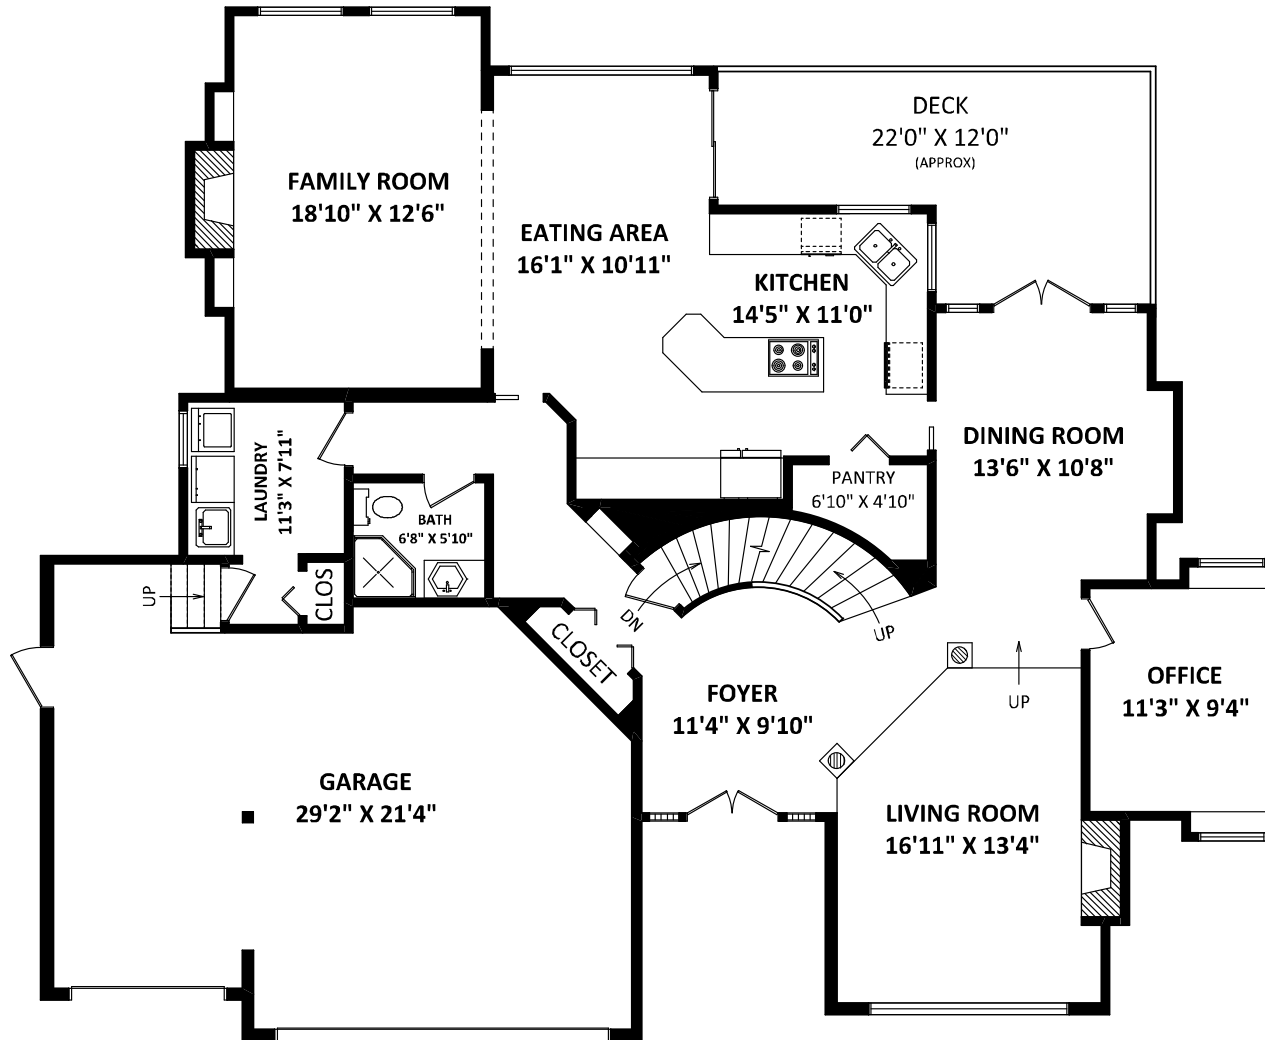 DECK
22'0" X 12'0"
(APPROX)
FAMILY ROOM
18'10" X 12'6"
EATING AREA
16'1" X 10'11"
KITCHEN
14'5" X 11'0"
DINING ROOM
13'6" X 10'8"
LAUNDRY
11'3" X 7'11"
PANTRY
6'10" X 4'10"
BATH
6'8" X 5'10"
UP
CLOS
DN
UP
CLOSET
FOYER
11'4" X 9'10"
UP
OFFICE
11'3" X 9'4"
GARAGE
29'2" X 21'4"
LIVING ROOM
16'11" X 13'4"